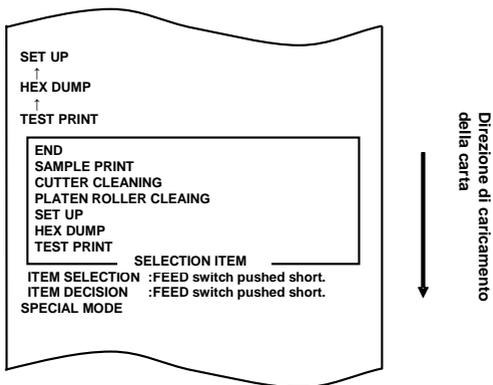 SET UP
↑
HEX DUMP
↑
TEST PRINT
END
SAMPLE PRINT
CUTTER CLEANING
PLATEN ROLLER CLEAING
SET UP
HEX DUMP
TEST PRINT
SELECTION ITEM
ITEM SELECTION :FEED switch pushed short.
ITEM DECISION :FEED switch pushed short.
SPECIAL MODE
Direzione di caricamento
della carta